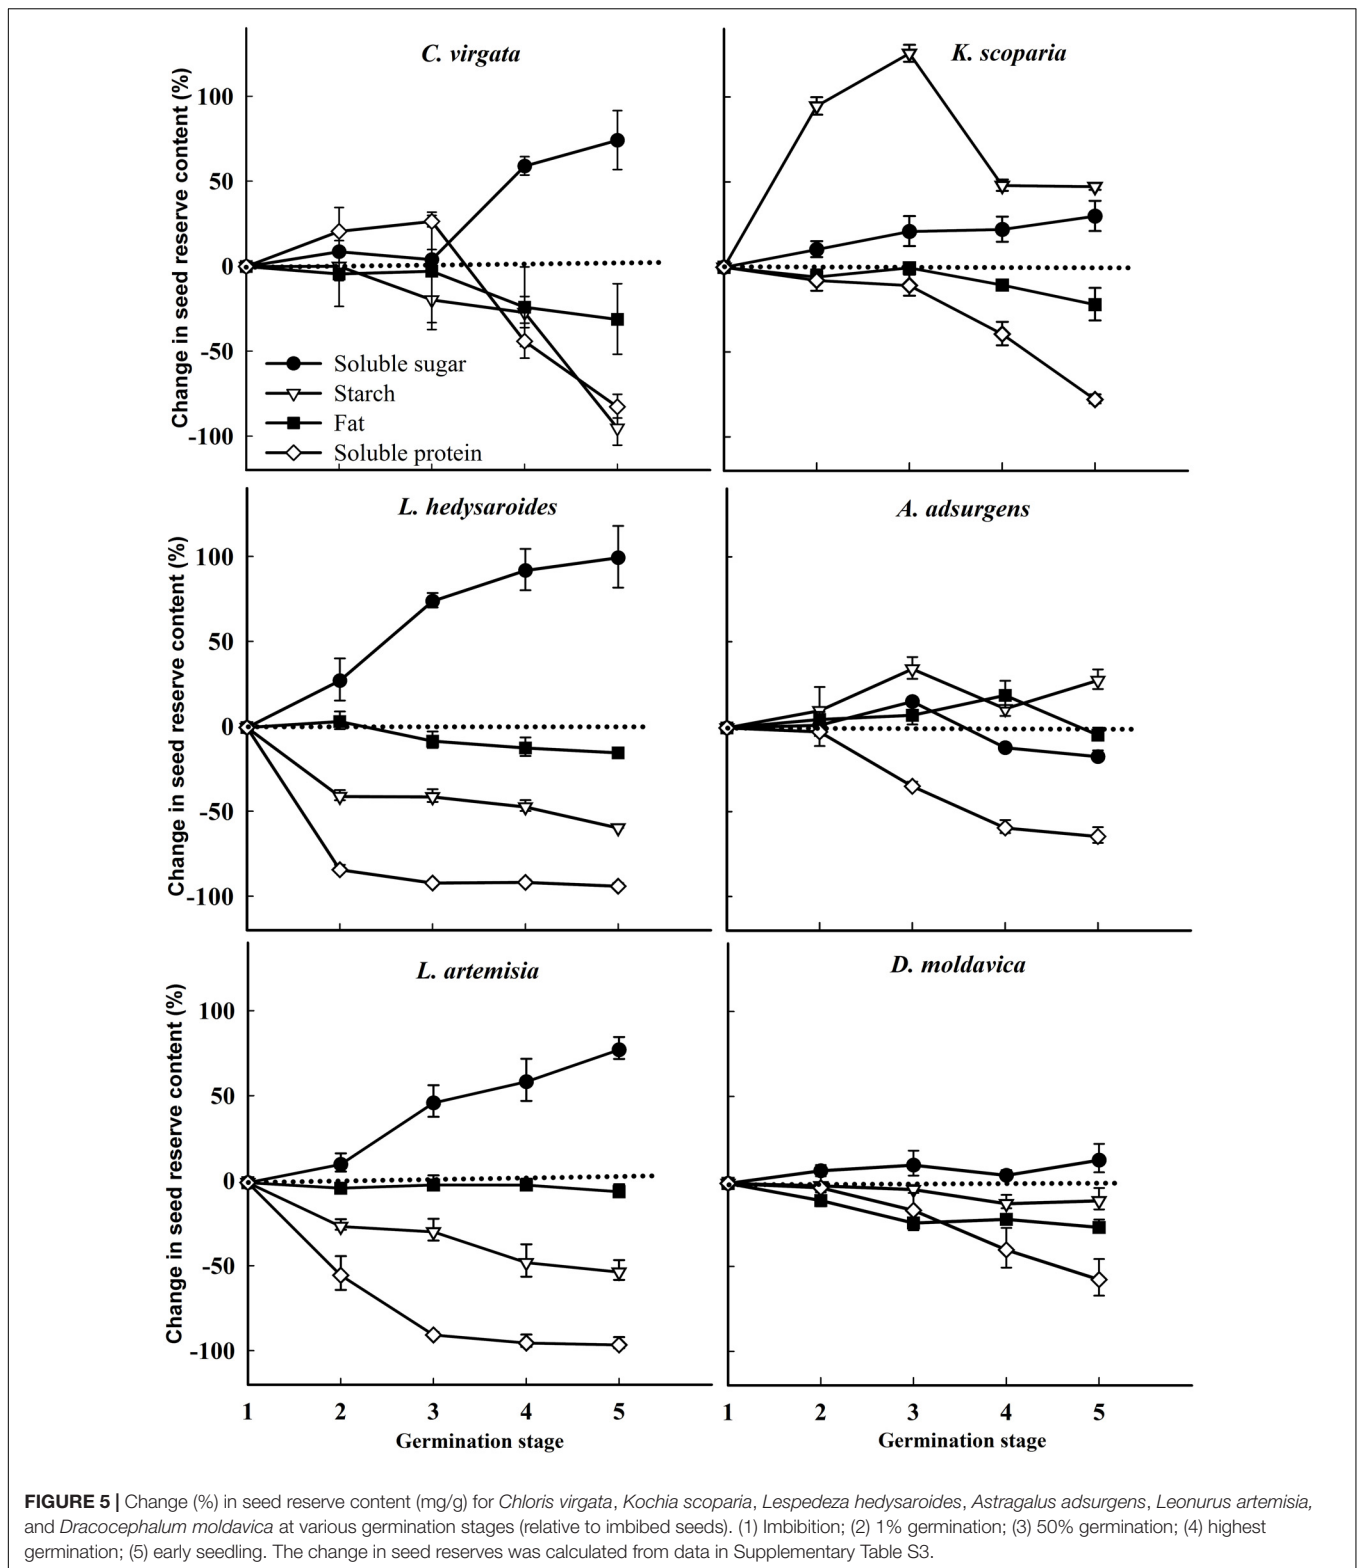 C. virgata
K. scoparia
Change in seed reserve content (%)
100
50
0
-50
-100
Soluble sugar
Starch
Fat
Soluble protein
L. hedysaroides
A. adsurgens
Change in seed reserve content (%)
100
50
0
-50
-100
L. artemisia
D. moldavica
Change in seed reserve content (%)
100
50
0
-50
-100
1 2 3 4 5
1 2 3 4 5
Germination stage
Germination stage
FIGURE 5 | Change (%) in seed reserve content (mg/g) for Chloris virgata, Kochia scoparia, Lespedeza hedysaroides, Astragalus adsurgens, Leonurus artemisia,
and Dracocephalum moldavica at various germination stages (relative to imbibed seeds). (1) Imbibition; (2) 1% germination; (3) 50% germination; (4) highest
germination; (5) early seedling. The change in seed reserves was calculated from data in Supplementary Table S3.